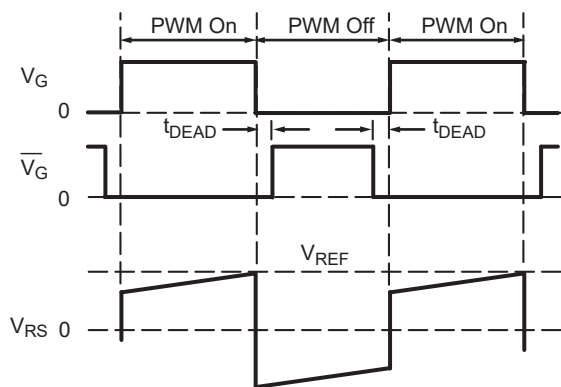 PWM On PWM Off PWM On
V_G
0
t_DEAD t_DEAD
V̅_G̅
0
V_REF
V_RS 0